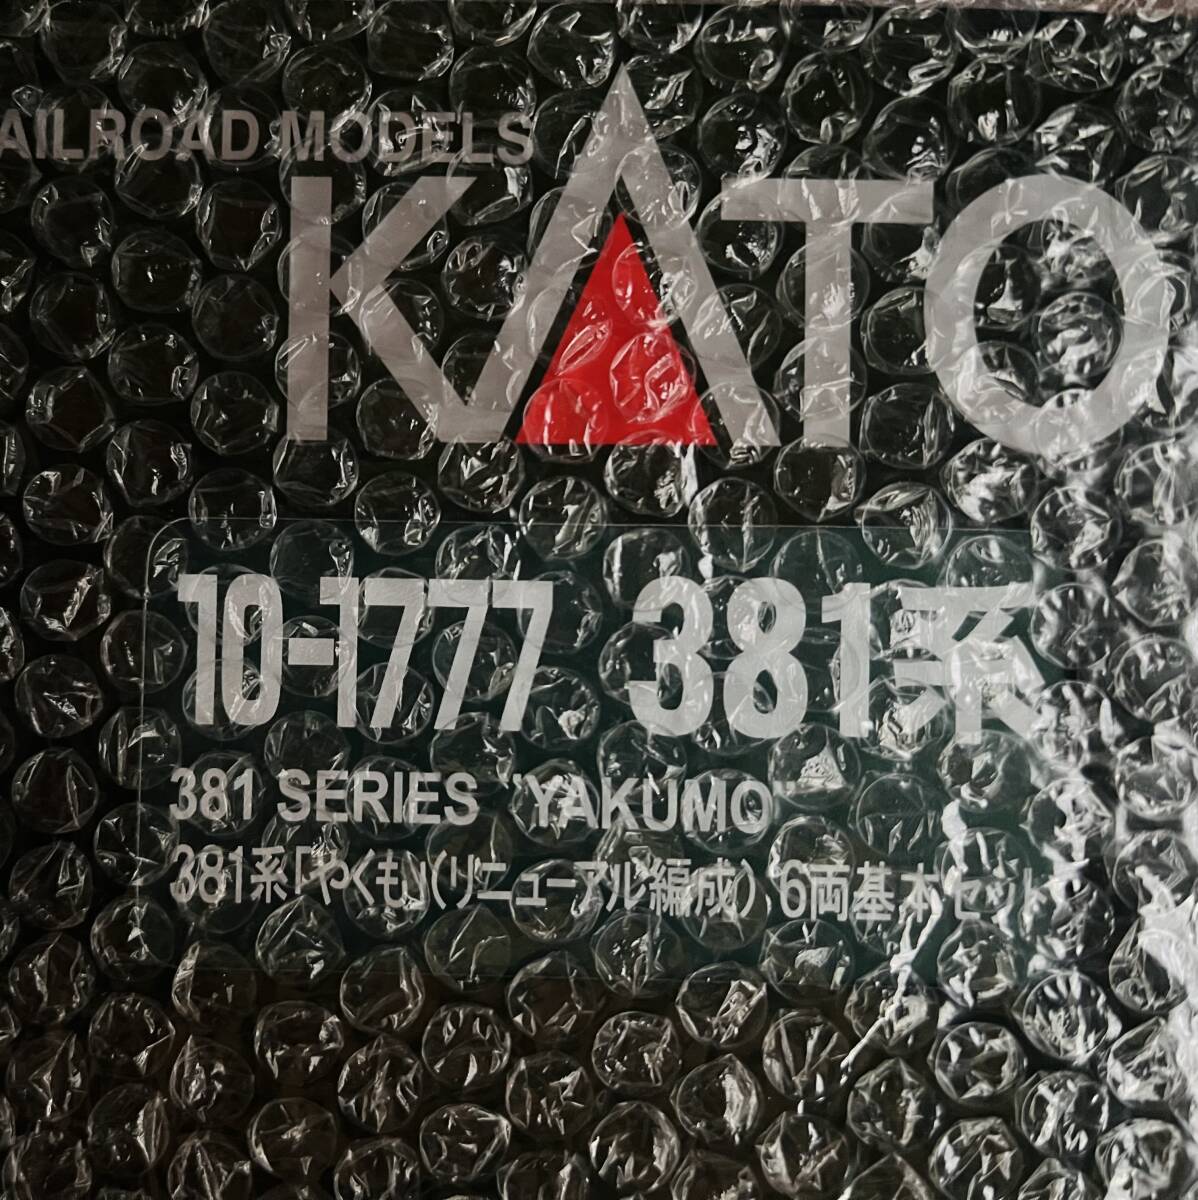 AILROAD MODELS
KATO
10-1777 381系
381 SERIES "YAKUMO"
381系「やくも」(リニューアル編成) 6両基本セット